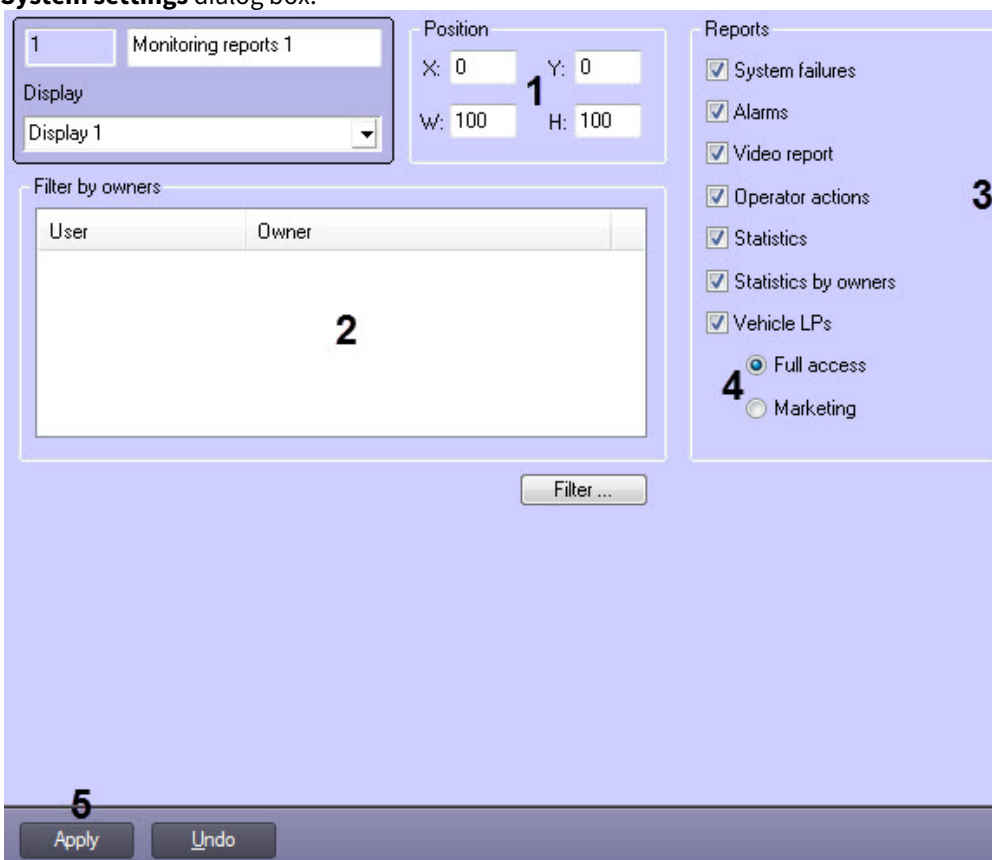 System settings dialog box.
1 Monitoring reports 1
Display
Display 1
Position
X: 0 Y: 0
1
W: 100 H: 100
Filter by owners
User Owner
2
Filter ...
Reports
System failures
Alarms
Video report
Operator actions
3
Statistics
Statistics by owners
Vehicle LPs
Full access
4
Marketing
5
Apply Undo